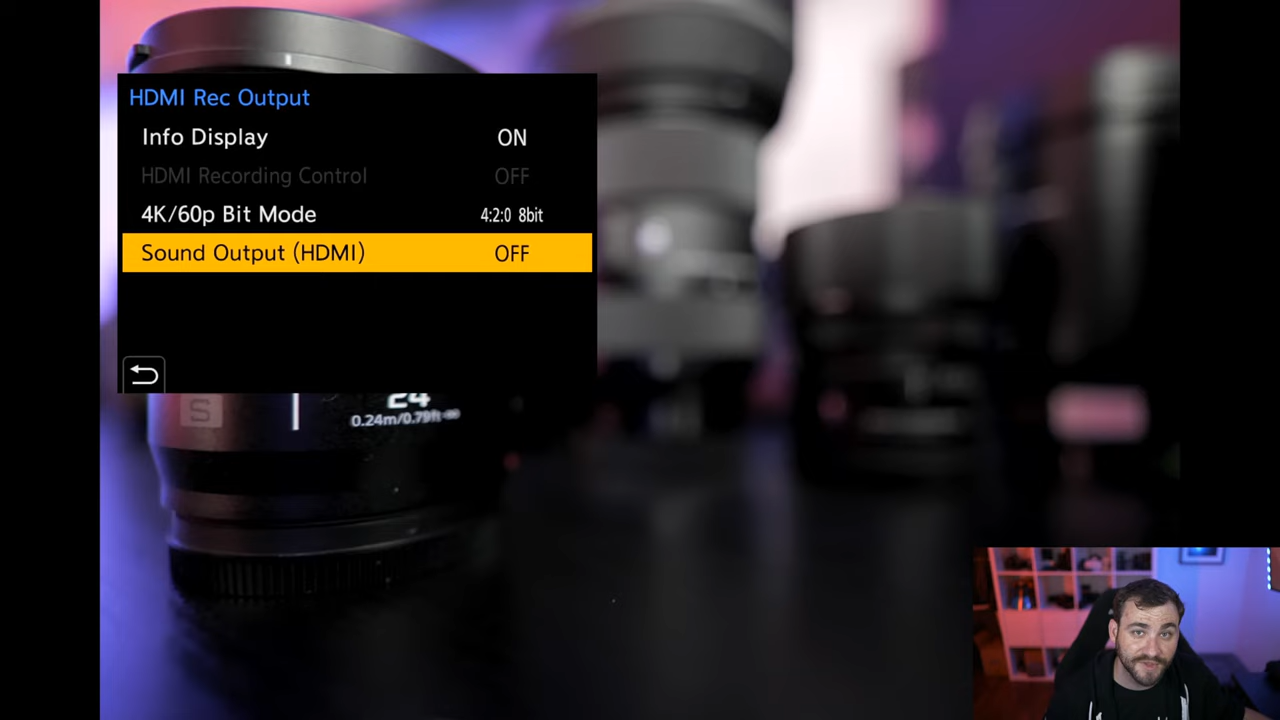 HDMI Rec Output
Info Display ON
HDMI Recording Control OFF
4K/60p Bit Mode 4:2:0 8bit
Sound Output (HDMI) OFF
24
0.24m/0.79ft-∞
S